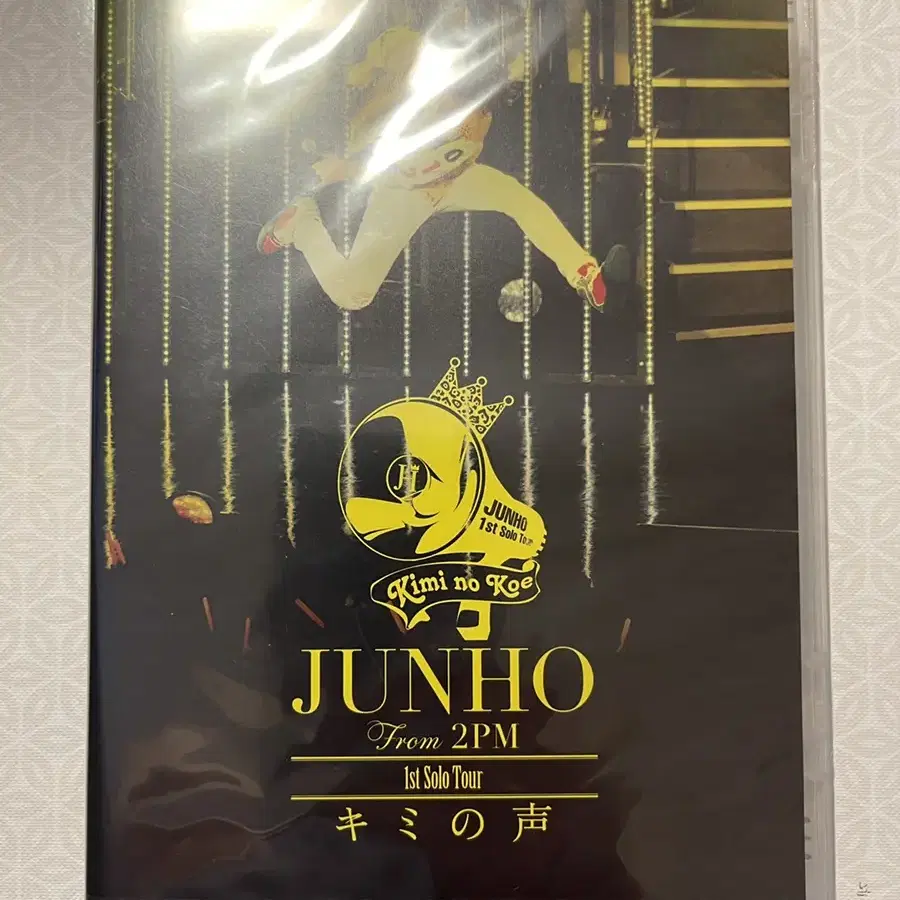 JH
JUNHO
1st Solo Tour
Kimi no Koe
JUNHO
From 2PM
1st Solo Tour
キミの声